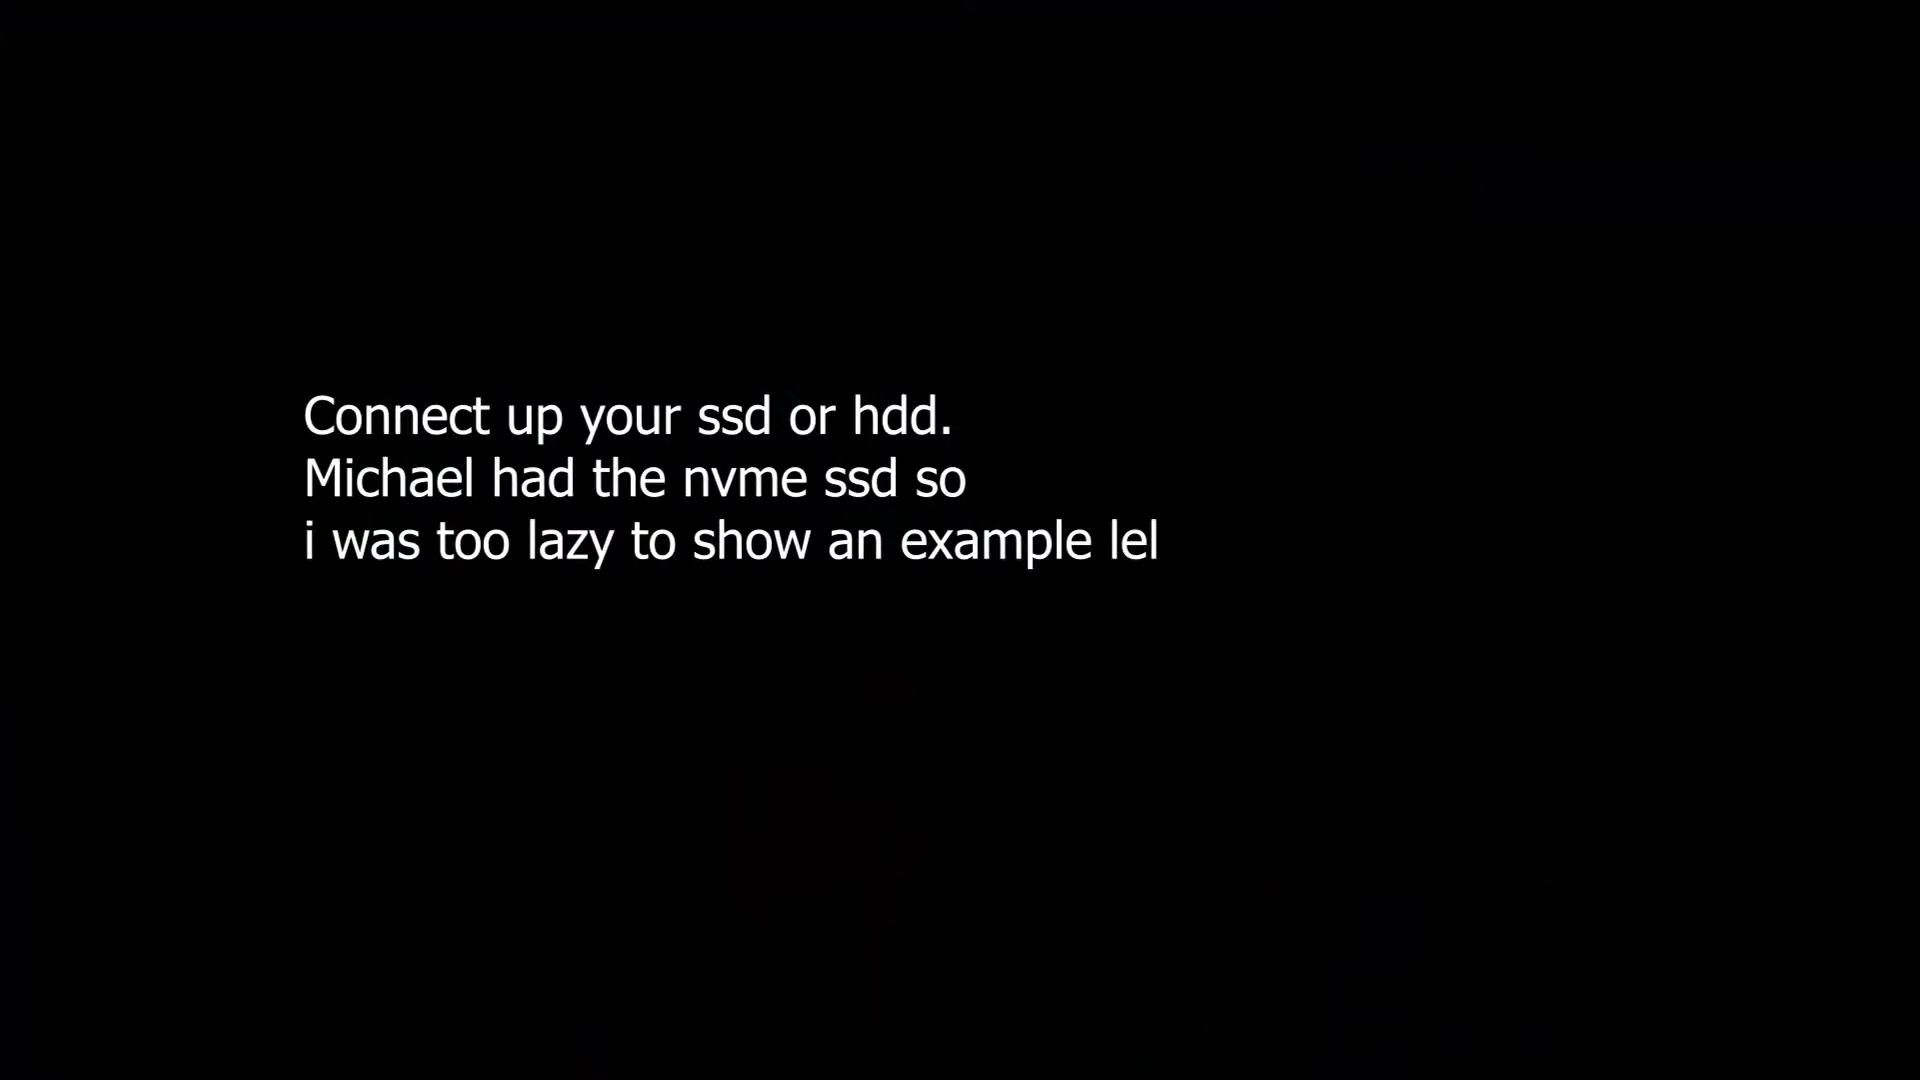 Connect up your ssd or hdd.
Michael had the nvme ssd so
i was too lazy to show an example lel